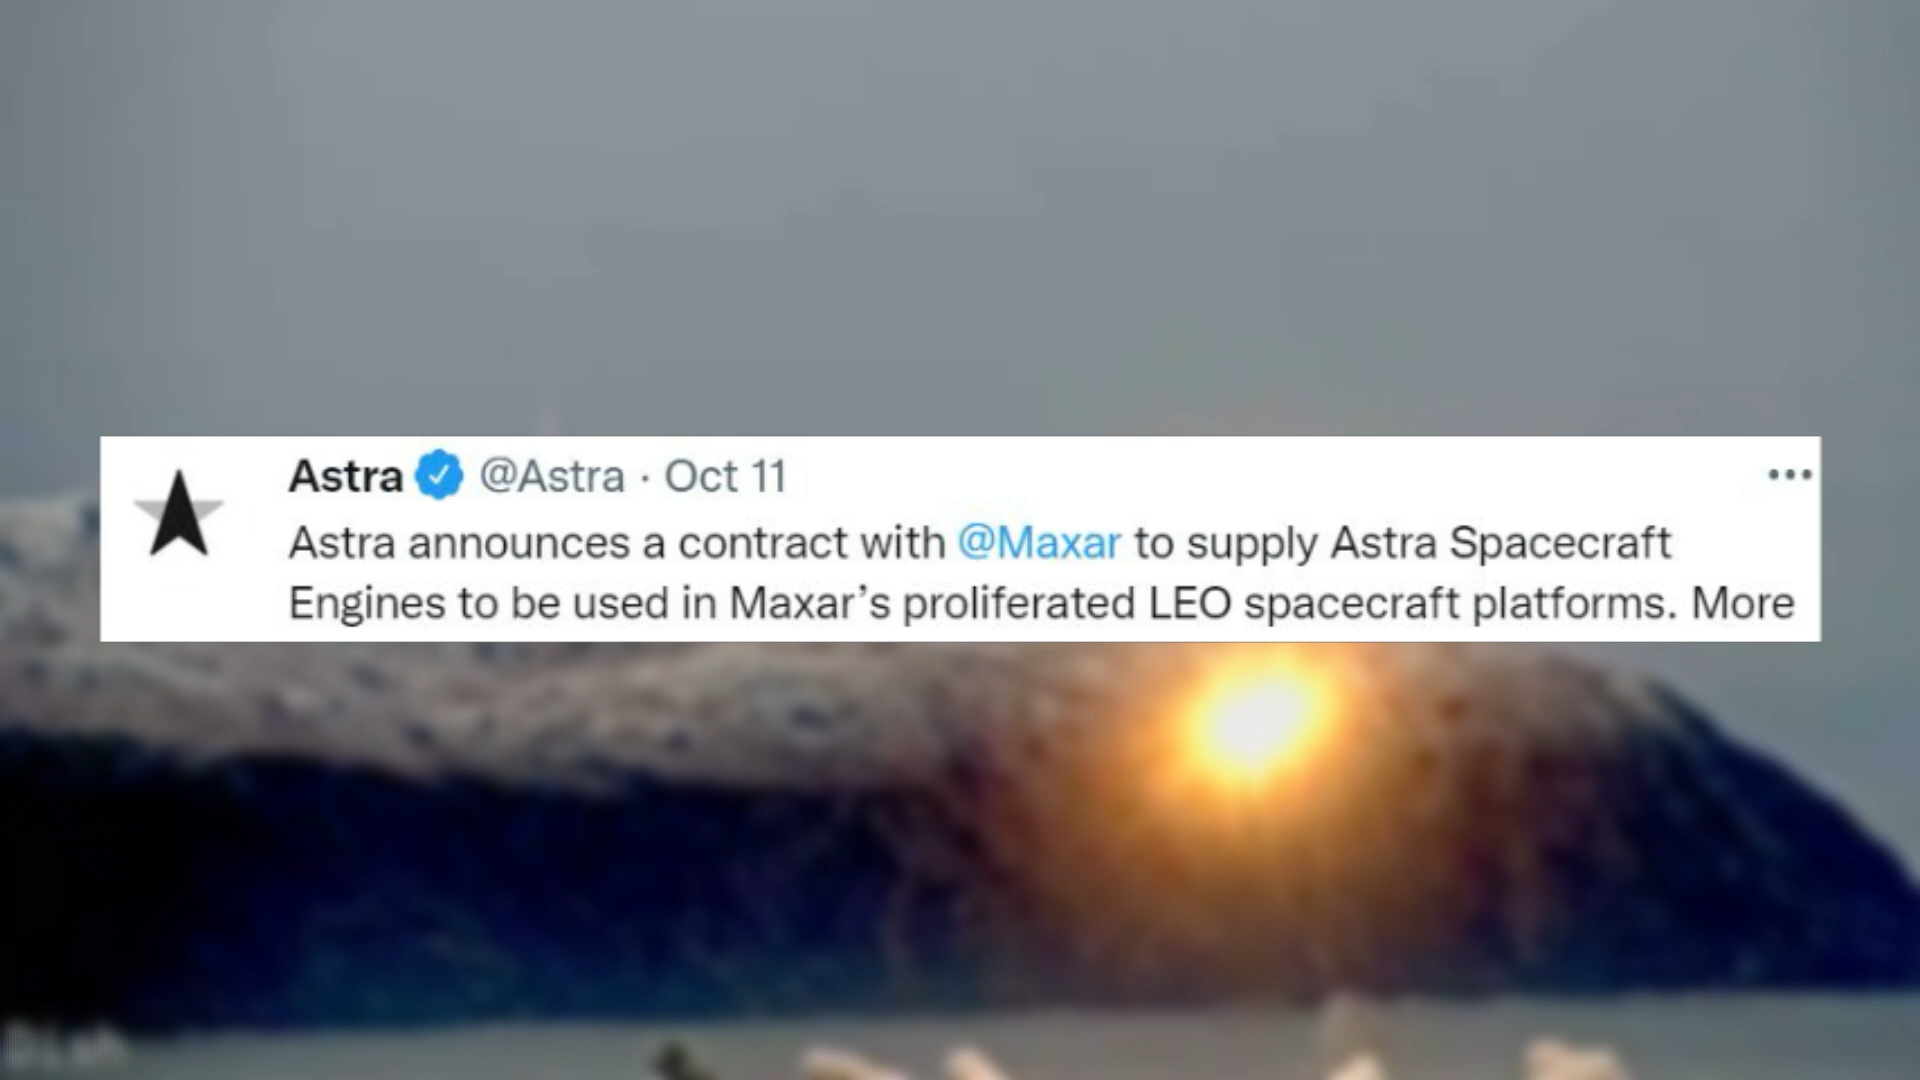 Astra @Astra · Oct 11
Astra announces a contract with @Maxar to supply Astra Spacecraft
Engines to be used in Maxar’s proliferated LEO spacecraft platforms. More